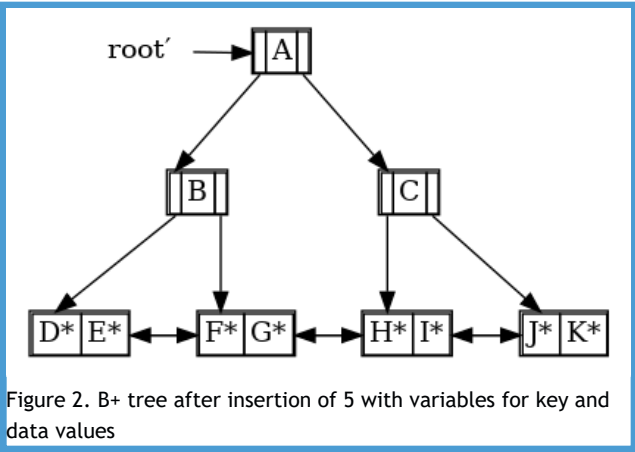 root′ A
B C
D* E* F* G* H* I* J* K*
Figure 2. B+ tree after insertion of 5 with variables for key and
data values